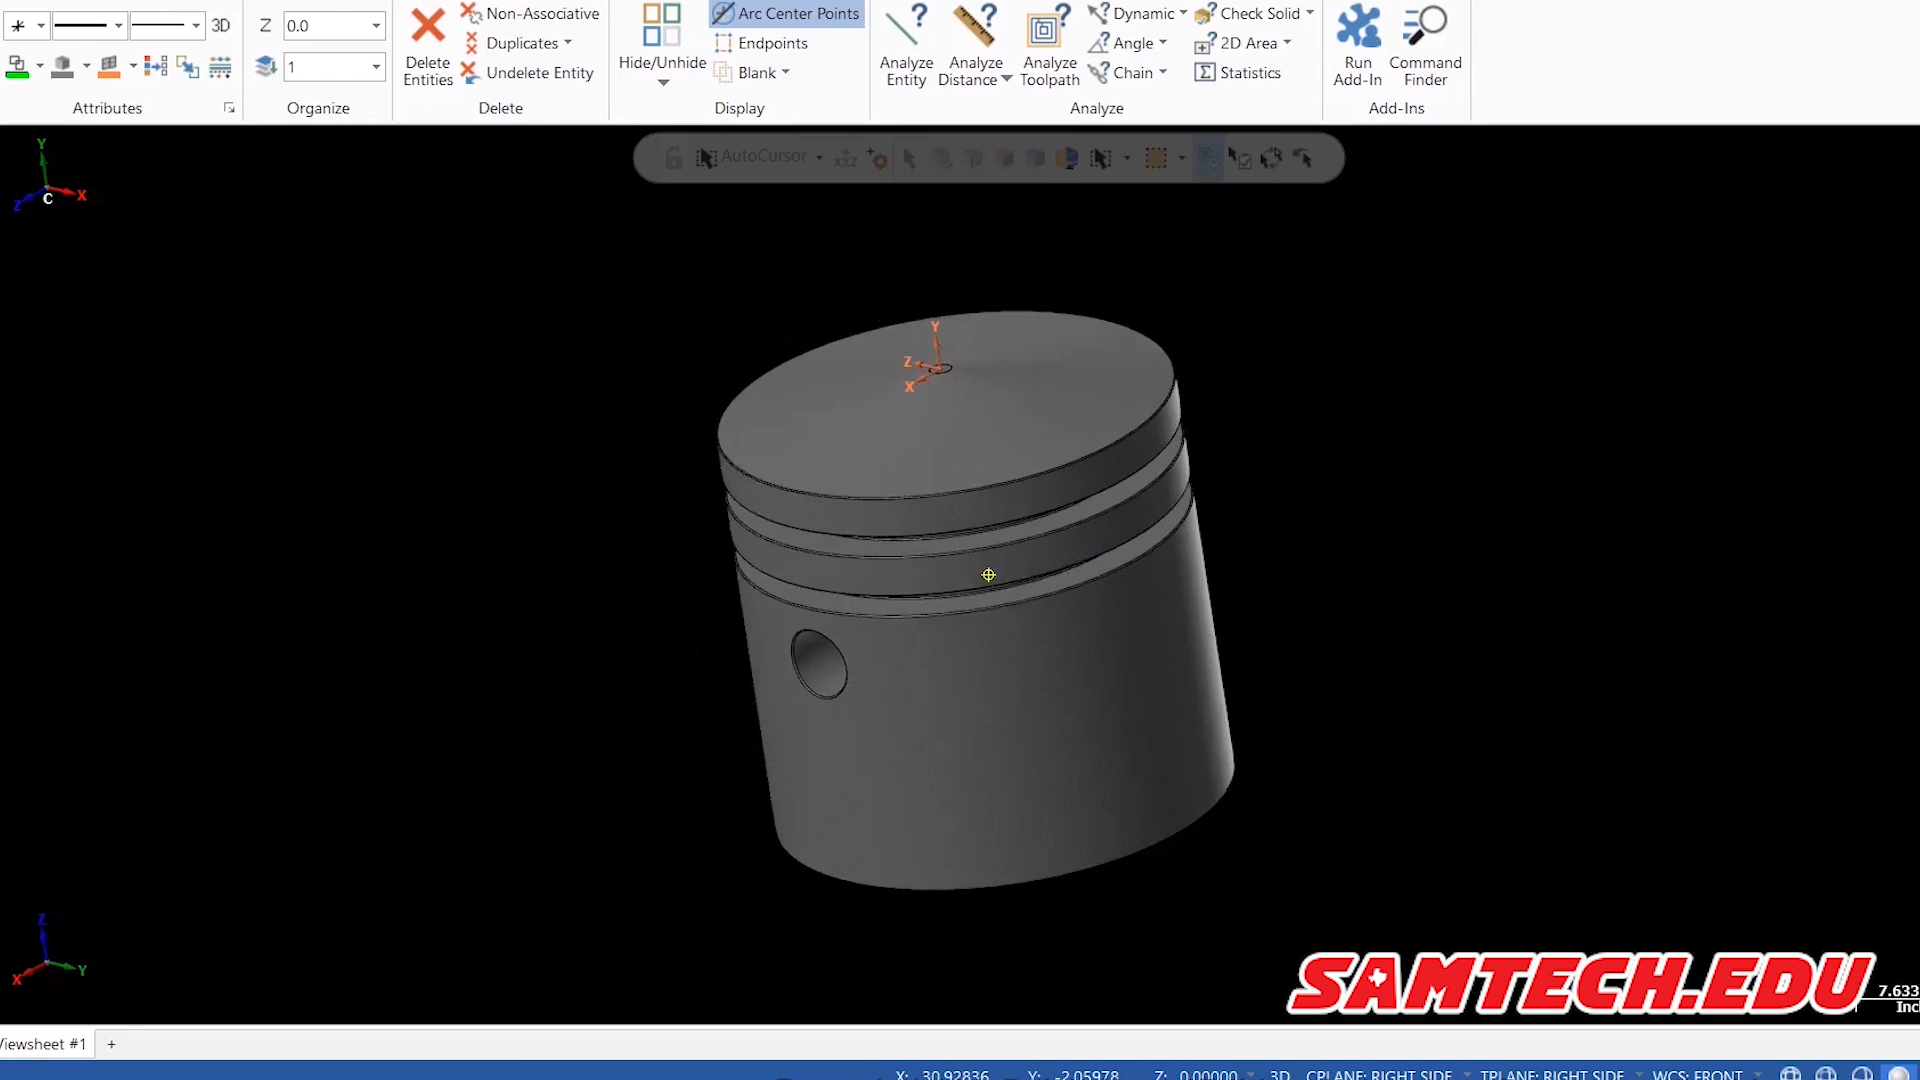 3D Z 0.0
1
Attributes
Organize
Delete Entities
Non-Associative
Duplicates
Undelete Entity
Delete
Hide/Unhide
Arc Center Points
Endpoints
Blank
Display
Analyze Entity
Analyze Distance
Analyze Toolpath
Dynamic
Angle
Chain
Check Solid
2D Area
Statistics
Analyze
Run Add-In
Command Finder
Add-Ins
AutoCursor
XYZ
Y
X
Z
C
Y
Z
X
Z
Y
X
SAMTECH.EDU
7.633
Inc
Viewsheet #1 +
X: 30.92836 Y: -2.05978 Z: 0.00000 3D CPLANE: RIGHT SIDE TPLANE: RIGHT SIDE WCS: FRONT